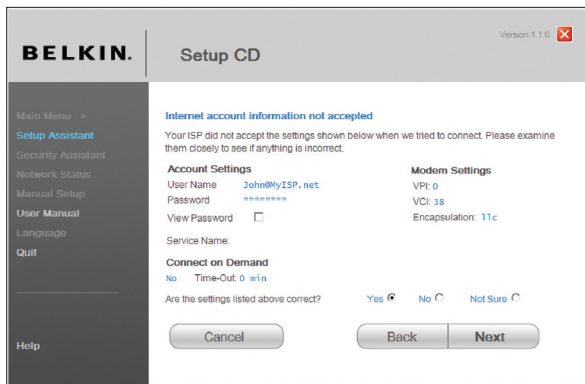 BELKIN.
Setup CD
Version 1.1.0
Main Menu >
Setup Assistant
Security Assistant
Network Status
Manual Setup
User Manual
Language
Quit
Help
Internet account information not accepted
Your ISP did not accept the settings shown below when we tried to connect. Please examine
them closely to see if anything is incorrect.
Account Settings
User Name John@MyISP.net
Password ********
View Password
Service Name:
Modem Settings
VPI: 0
VCI: 38
Encapsulation: 11c
Connect on Demand
No Time-Out: 0 min
Are the settings listed above correct? Yes No Not Sure
Cancel Back Next